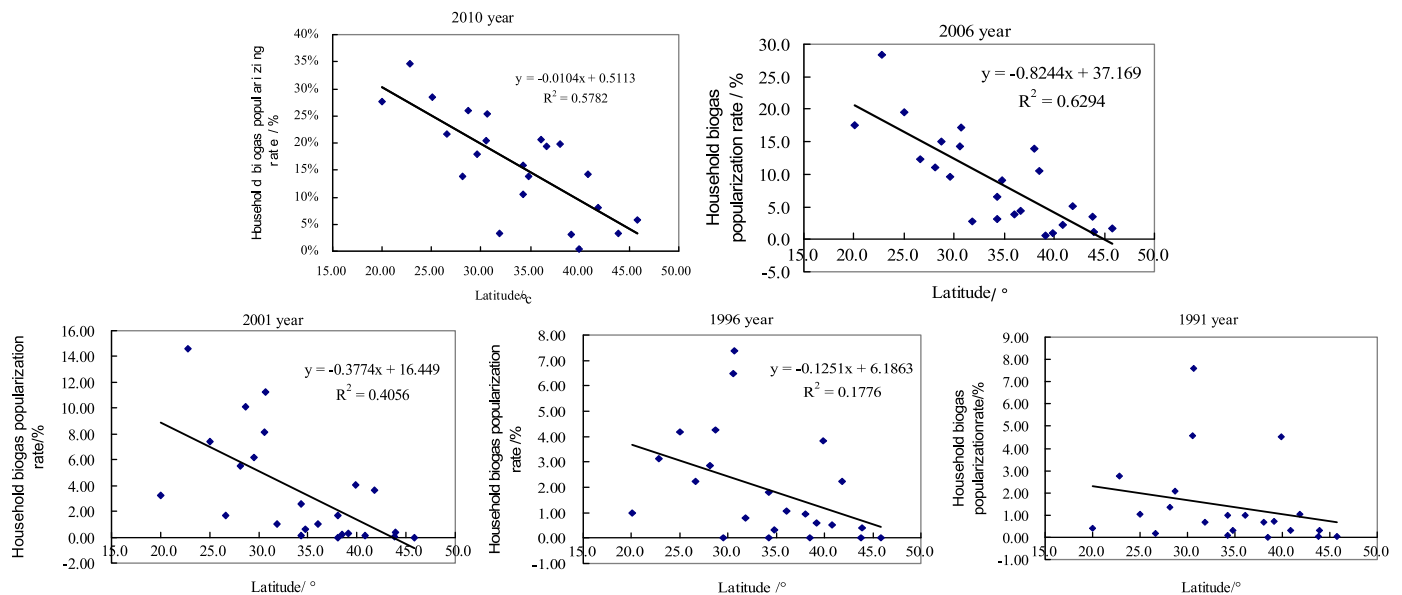 2010 year
Household biogas popularizing
rate /%
40%
35%
30%
25%
20%
15%
10%
5%
0%
y = -0.0104x + 0.5113
R2 = 0.5782
15.00 20.00 25.00 30.00 35.00 40.00 45.00 50.00
Latitude/℃
2006 year
Household biogas
popularization rate / %
30.0
25.0
20.0
15.0
10.0
5.0
0.0
-5.0
y = -0.8244x + 37.169
R2 = 0.6294
15.0 20.0 25.0 30.0 35.0 40.0 45.0 50.0
Latitude/ °
2001 year
Household biogas popularization
rate/%
16.00
14.00
12.00
10.00
8.00
6.00
4.00
2.00
0.00
-2.00
y = -0.3774x + 16.449
R2 = 0.4056
15.0 20.0 25.0 30.0 35.0 40.0 45.0 50.0
Latitude/ °
1996 year
Household biogas popularization
rate /%
8.00
7.00
6.00
5.00
4.00
3.00
2.00
1.00
0.00
-1.00
y = -0.1251x + 6.1863
R2 = 0.1776
15.0 20.0 25.0 30.0 35.0 40.0 45.0 50.0
Latitude /°
1991 year
Household biogas
popularizationrate/%
9.00
8.00
7.00
6.00
5.00
4.00
3.00
2.00
1.00
0.00
-1.00
15.0 20.0 25.0 30.0 35.0 40.0 45.0 50.0
Latitude/°